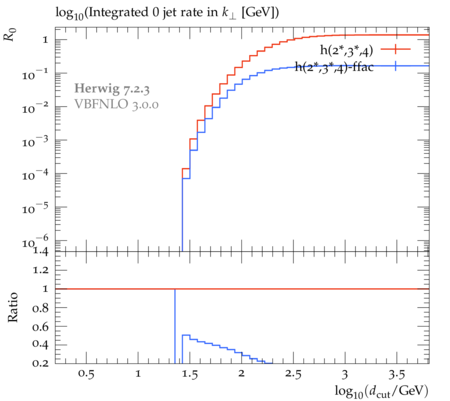 log₁₀(Integrated 0 jet rate in k⊥ [GeV])
R₀
1
h(2*,3*,4)
10⁻¹
h(2*,3*,4)-ffac
Herwig 7.2.3
10⁻²
VBFNLO 3.0.0
10⁻³
10⁻⁴
10⁻⁵
10⁻⁶
1.4
1.2
Ratio
1
0.8
0.6
0.4
0.2
0.5 1 1.5 2 2.5 3 3.5
log₁₀(d_cut/GeV)